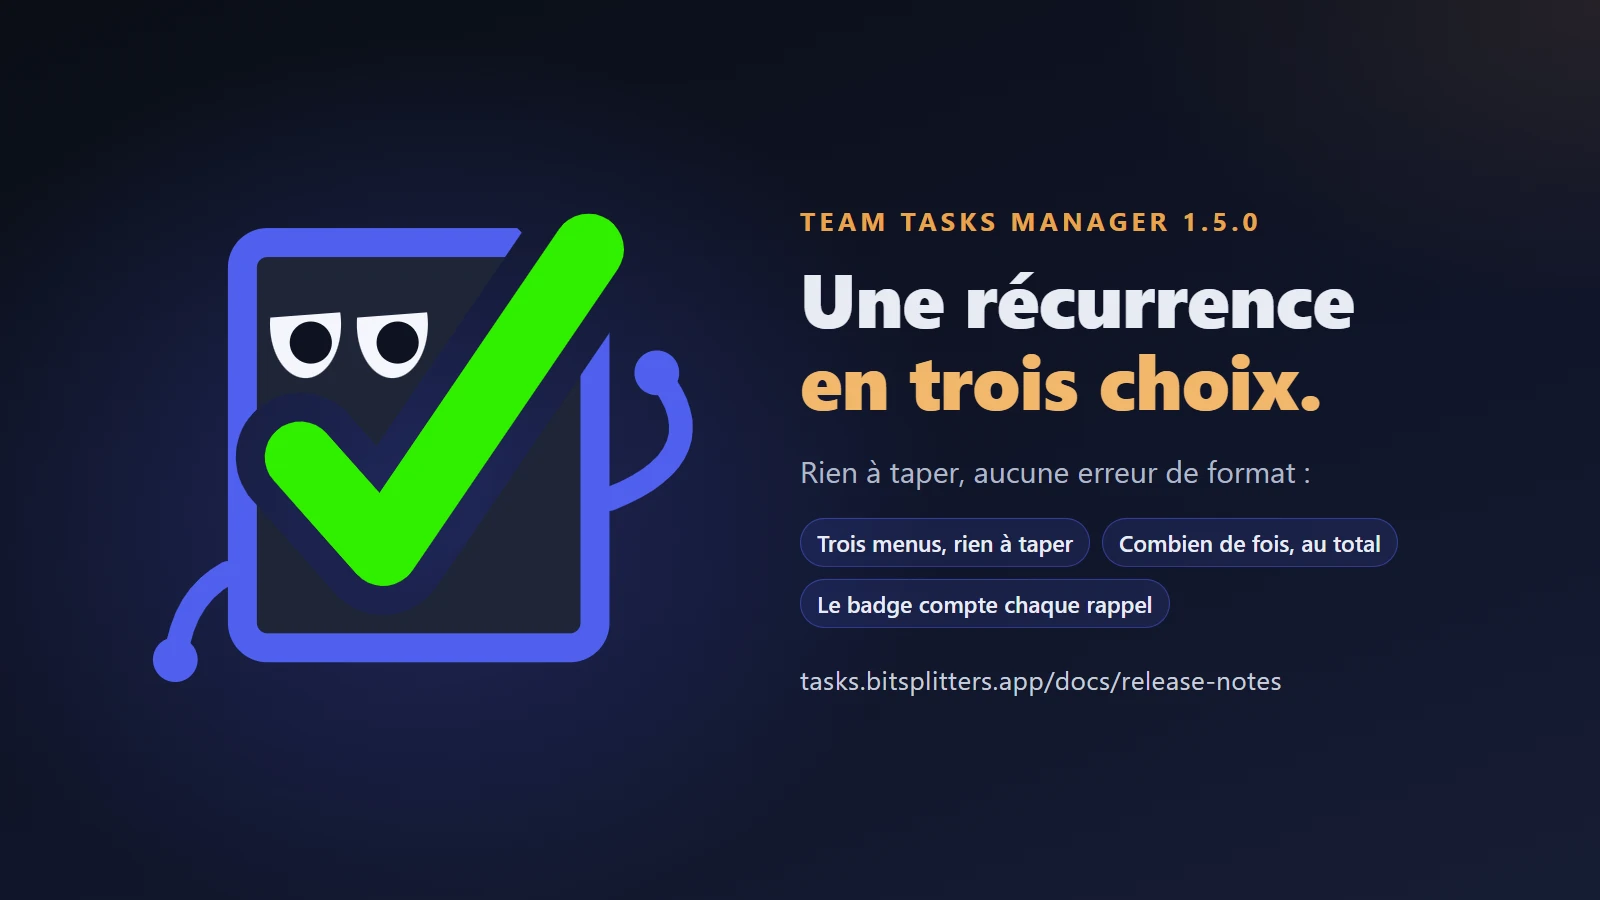 TEAM TASKS MANAGER 1.5.0
Une récurrence
en trois choix.
Rien à taper, aucune erreur de format :
Trois menus, rien à taper
Combien de fois, au total
Le badge compte chaque rappel
tasks.bitsplitters.app/docs/release-notes